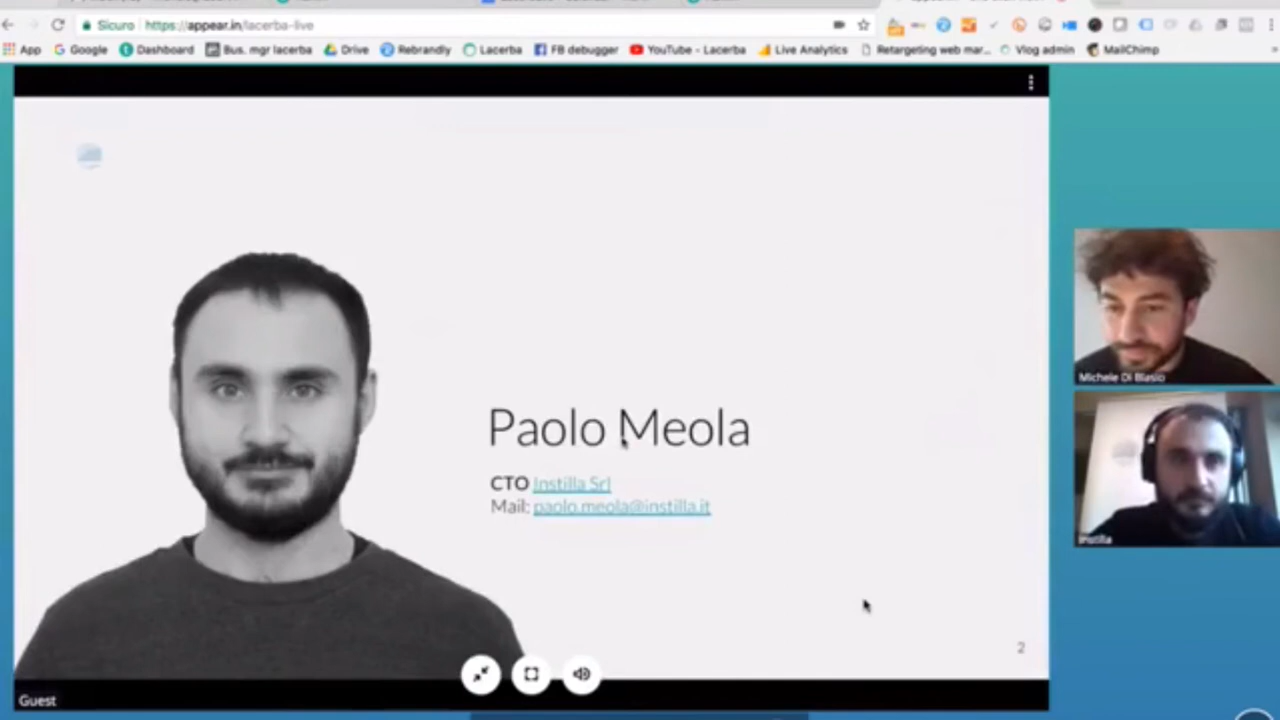 Sicuro https://appear.in/lacerba-live
App Google Dashboard Bus. mgr lacerba Drive Rebrandly Lacerba FB debugger YouTube - Lacerba Live Analytics Retargeting web mar... Vlog admin MailChimp
Paolo Meola
CTO Instilla Srl
Mail: paolo.meola@instilla.it
2
Guest
Michele Di Blasio
Instilla